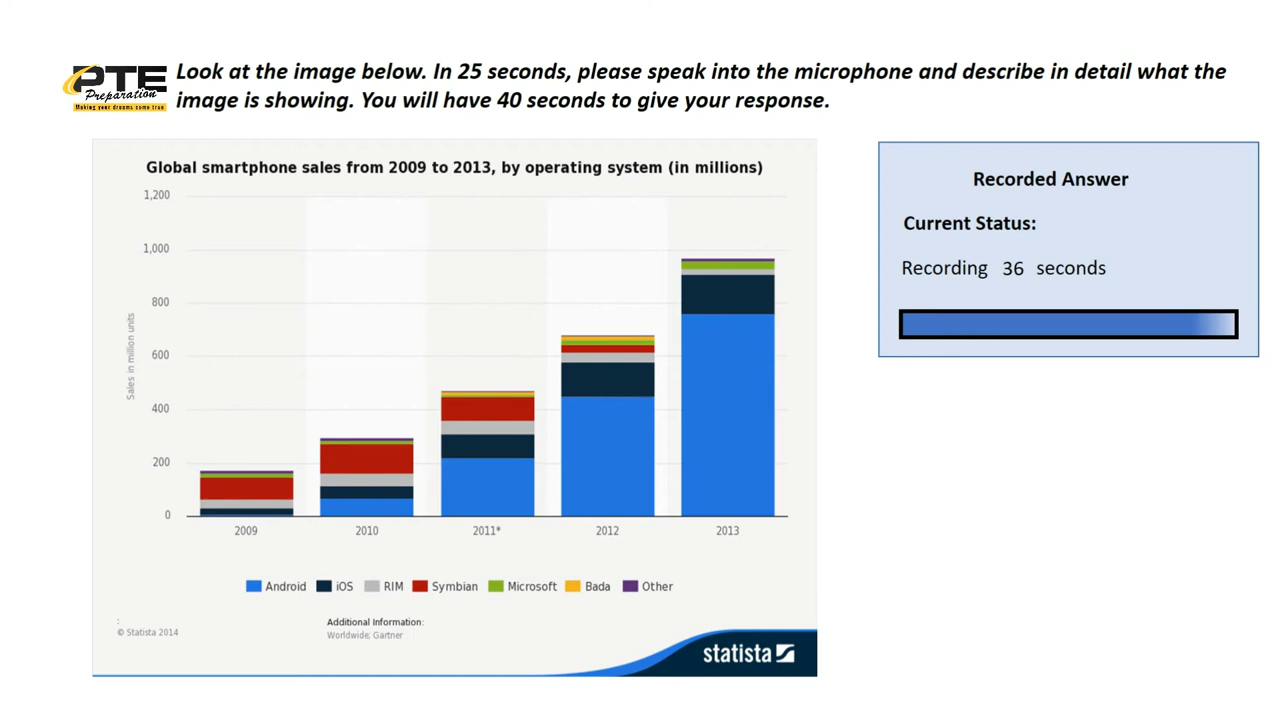 PTE
Preparation
Making your dreams come true
Look at the image below. In 25 seconds, please speak into the microphone and describe in detail what the
image is showing. You will have 40 seconds to give your response.
Global smartphone sales from 2009 to 2013, by operating system (in millions)
Sales in million units
1,200
1,000
800
600
400
200
0
2009 2010 2011* 2012 2013
Android iOS RIM Symbian Microsoft Bada Other
:
© Statista 2014
Additional Information:
Worldwide; Gartner
statista
Recorded Answer
Current Status:
Recording 36 seconds